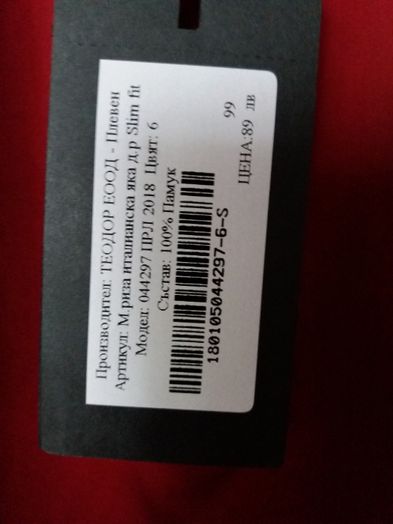 Производител: ТЕОДОР ЕООД - Плевен
Артикул: М.риза италианска яка д.р Slim fit
Модел: 044297 ПРЛ 2018 Цвят: 6
Състав: 100% Памук
180105044297-6-S
99
ЦЕНА:89 лв